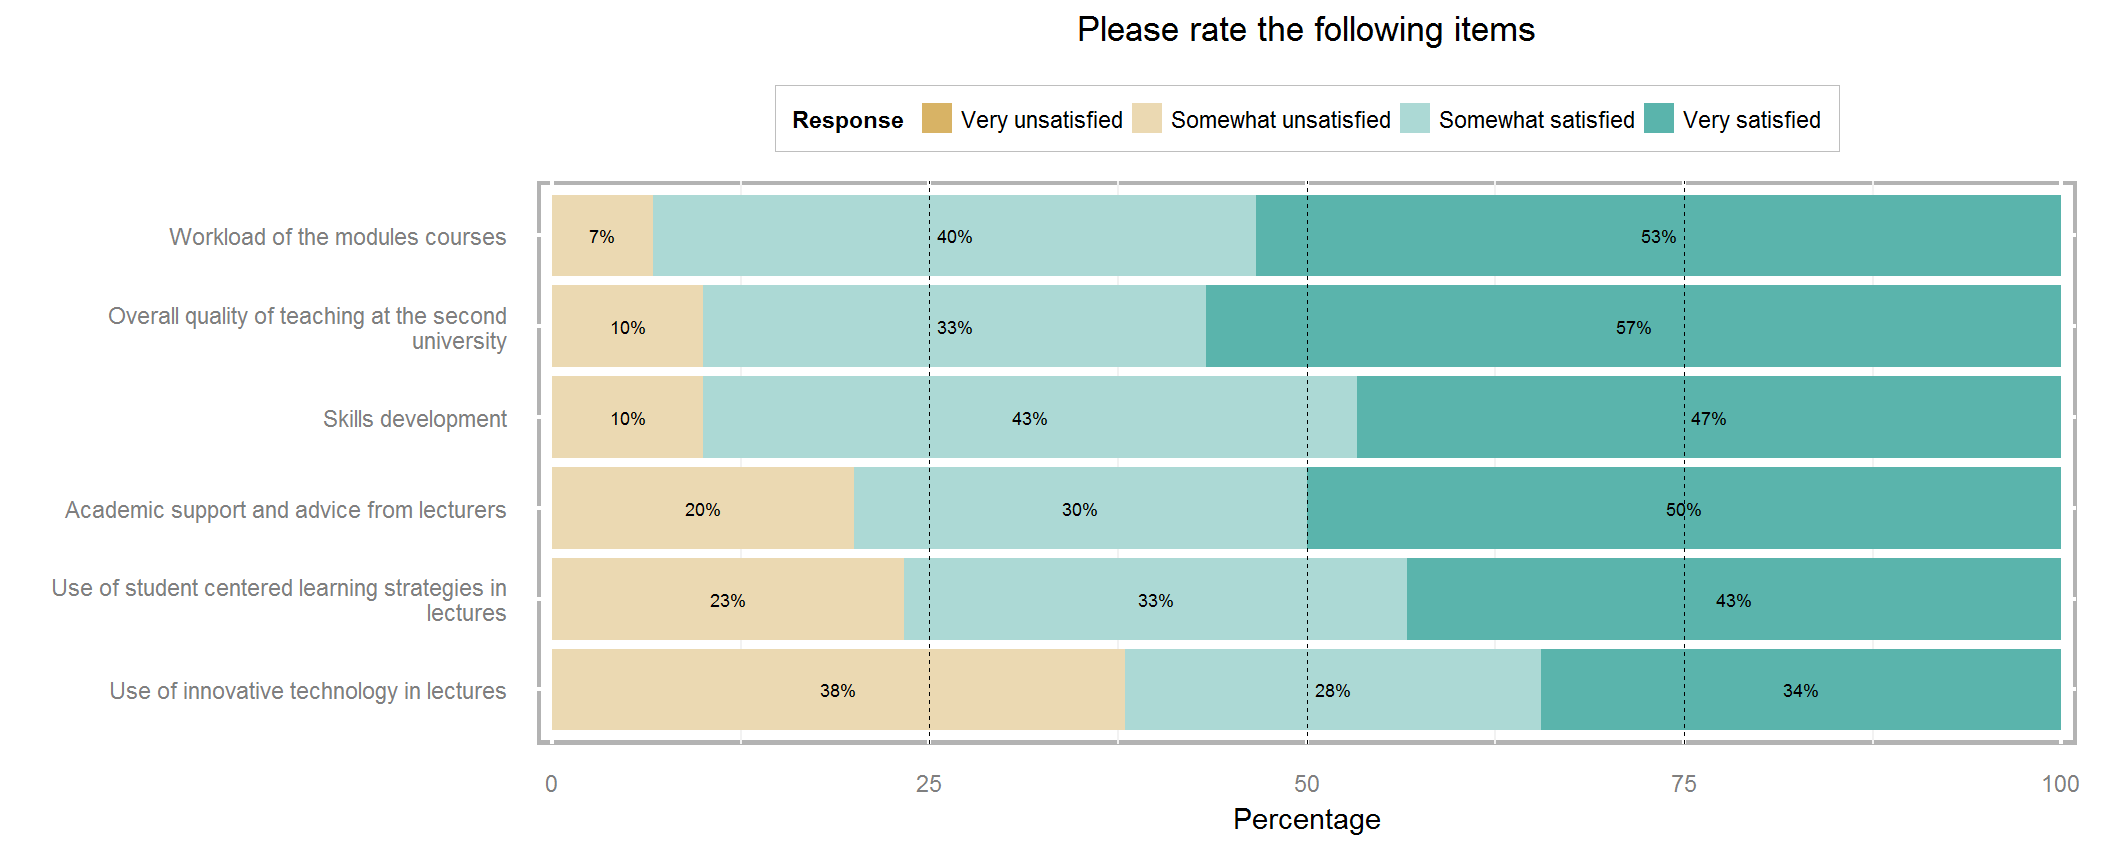 Please rate the following items
Response Very unsatisfied Somewhat unsatisfied Somewhat satisfied Very satisfied
Workload of the modules courses 7% 40% 53%
Overall quality of teaching at the second
university 10% 33% 57%
Skills development 10% 43% 47%
Academic support and advice from lecturers 20% 30% 50%
Use of student centered learning strategies in
lectures 23% 33% 43%
Use of innovative technology in lectures 38% 28% 34%
0 25 50 75 100
Percentage